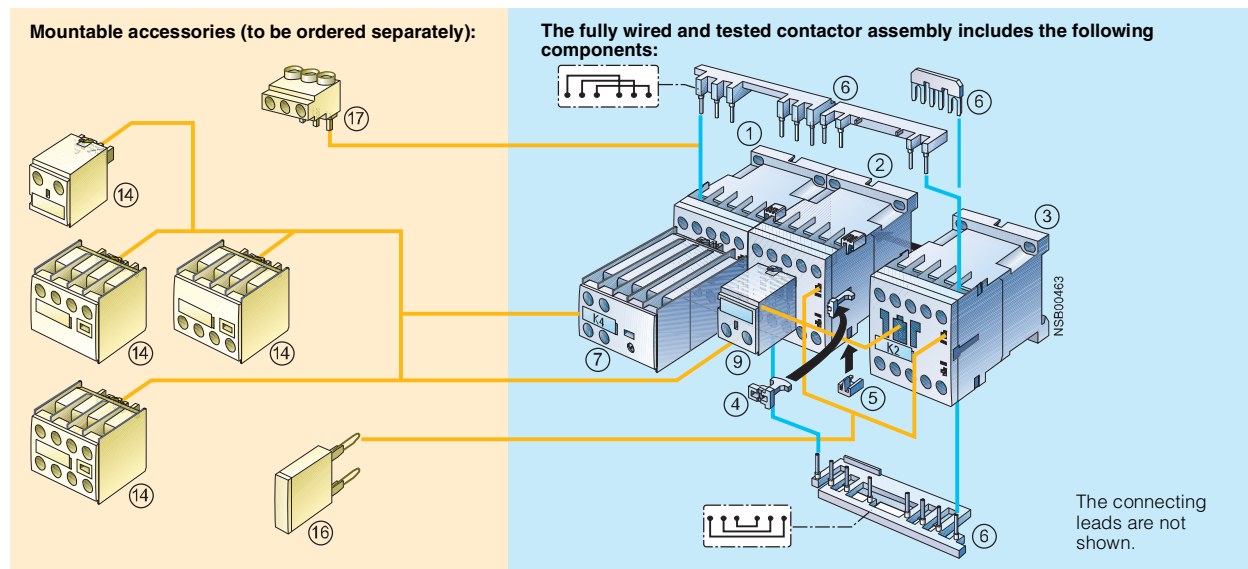 Mountable accessories (to be ordered separately):
The fully wired and tested contactor assembly includes the following
components:
17
14
14
14
14
16
6
6
1
2
3
NSB00463
K4
K2
7
9
4
5
6
The connecting
leads are not
shown.